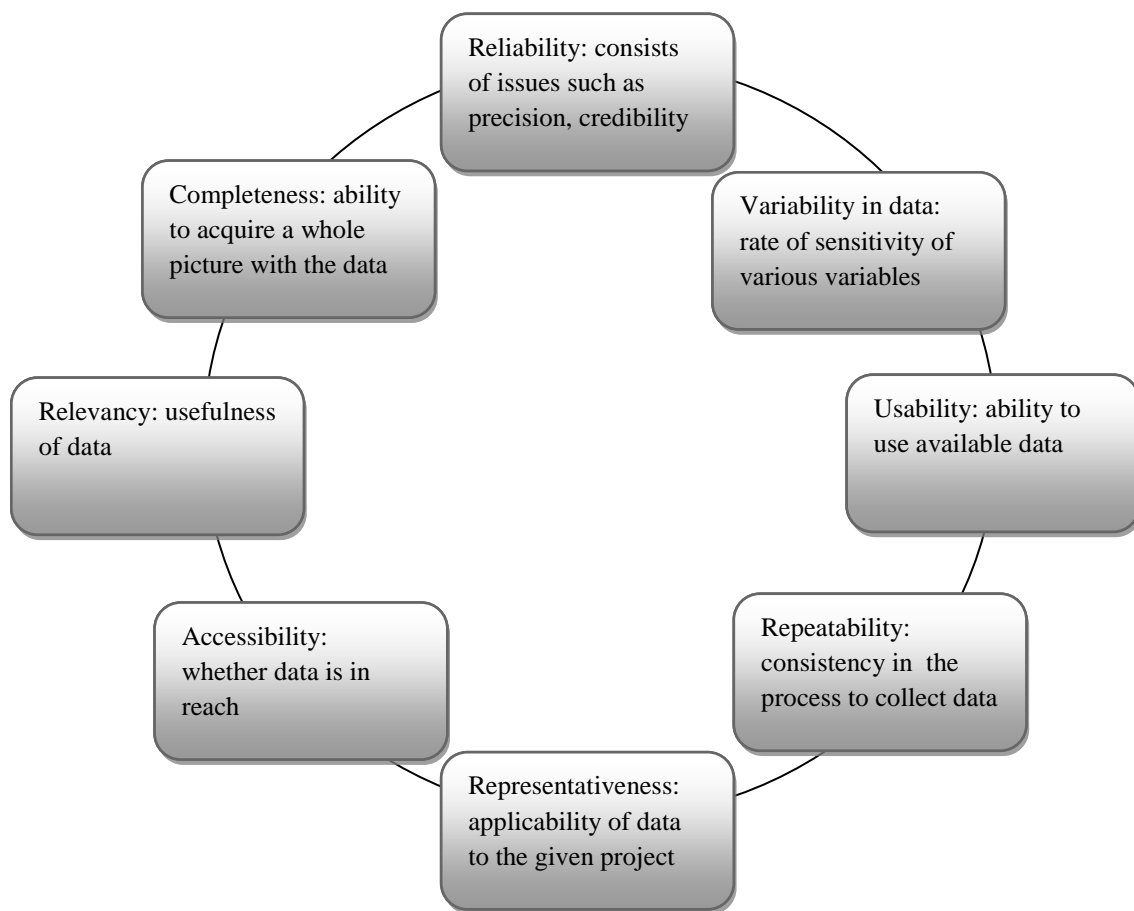 Reliability: consists
of issues such as
precision, credibility
Variability in data:
rate of sensitivity of
various variables
Usability: ability to
use available data
Repeatability:
consistency in  the
process to collect data
Representativeness:
applicability of data
to the given project
Accessibility:
whether data is in
reach
Relevancy: usefulness
of data
Completeness: ability
to acquire a whole
picture with the data